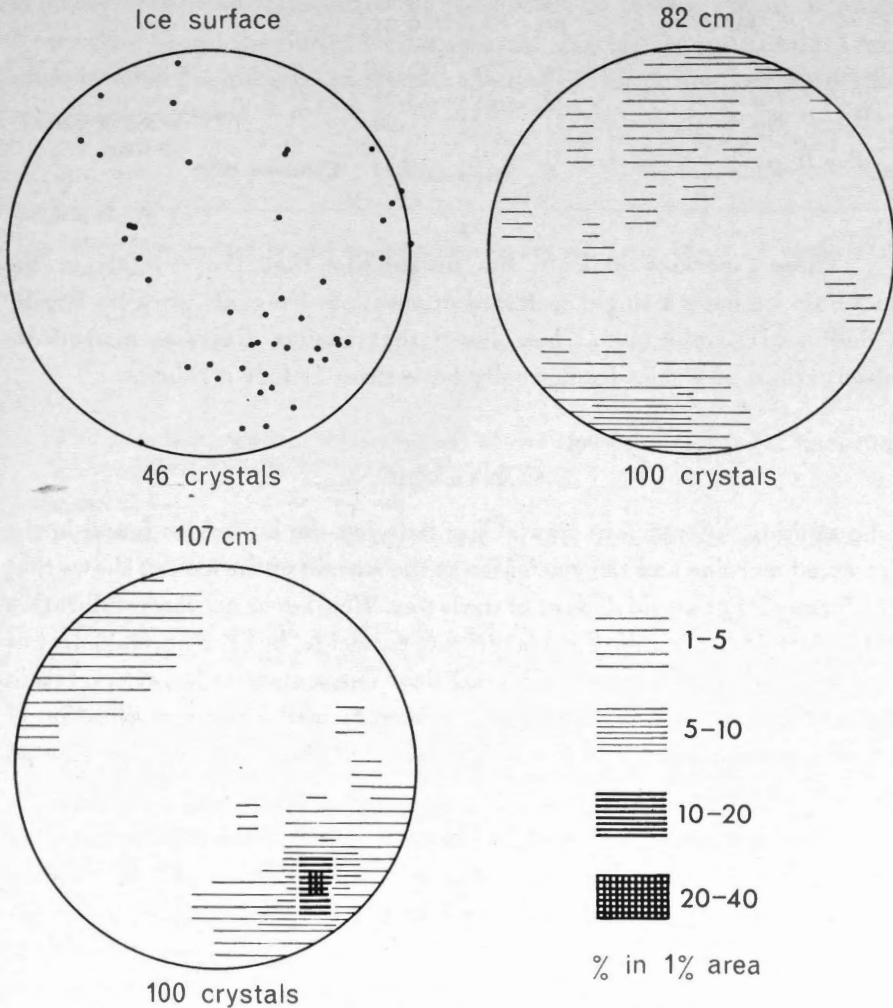 Ice surface
82 cm
46 crystals
100 crystals
107 cm
1–5
5–10
10–20
20–40
% in 1% area
100 crystals